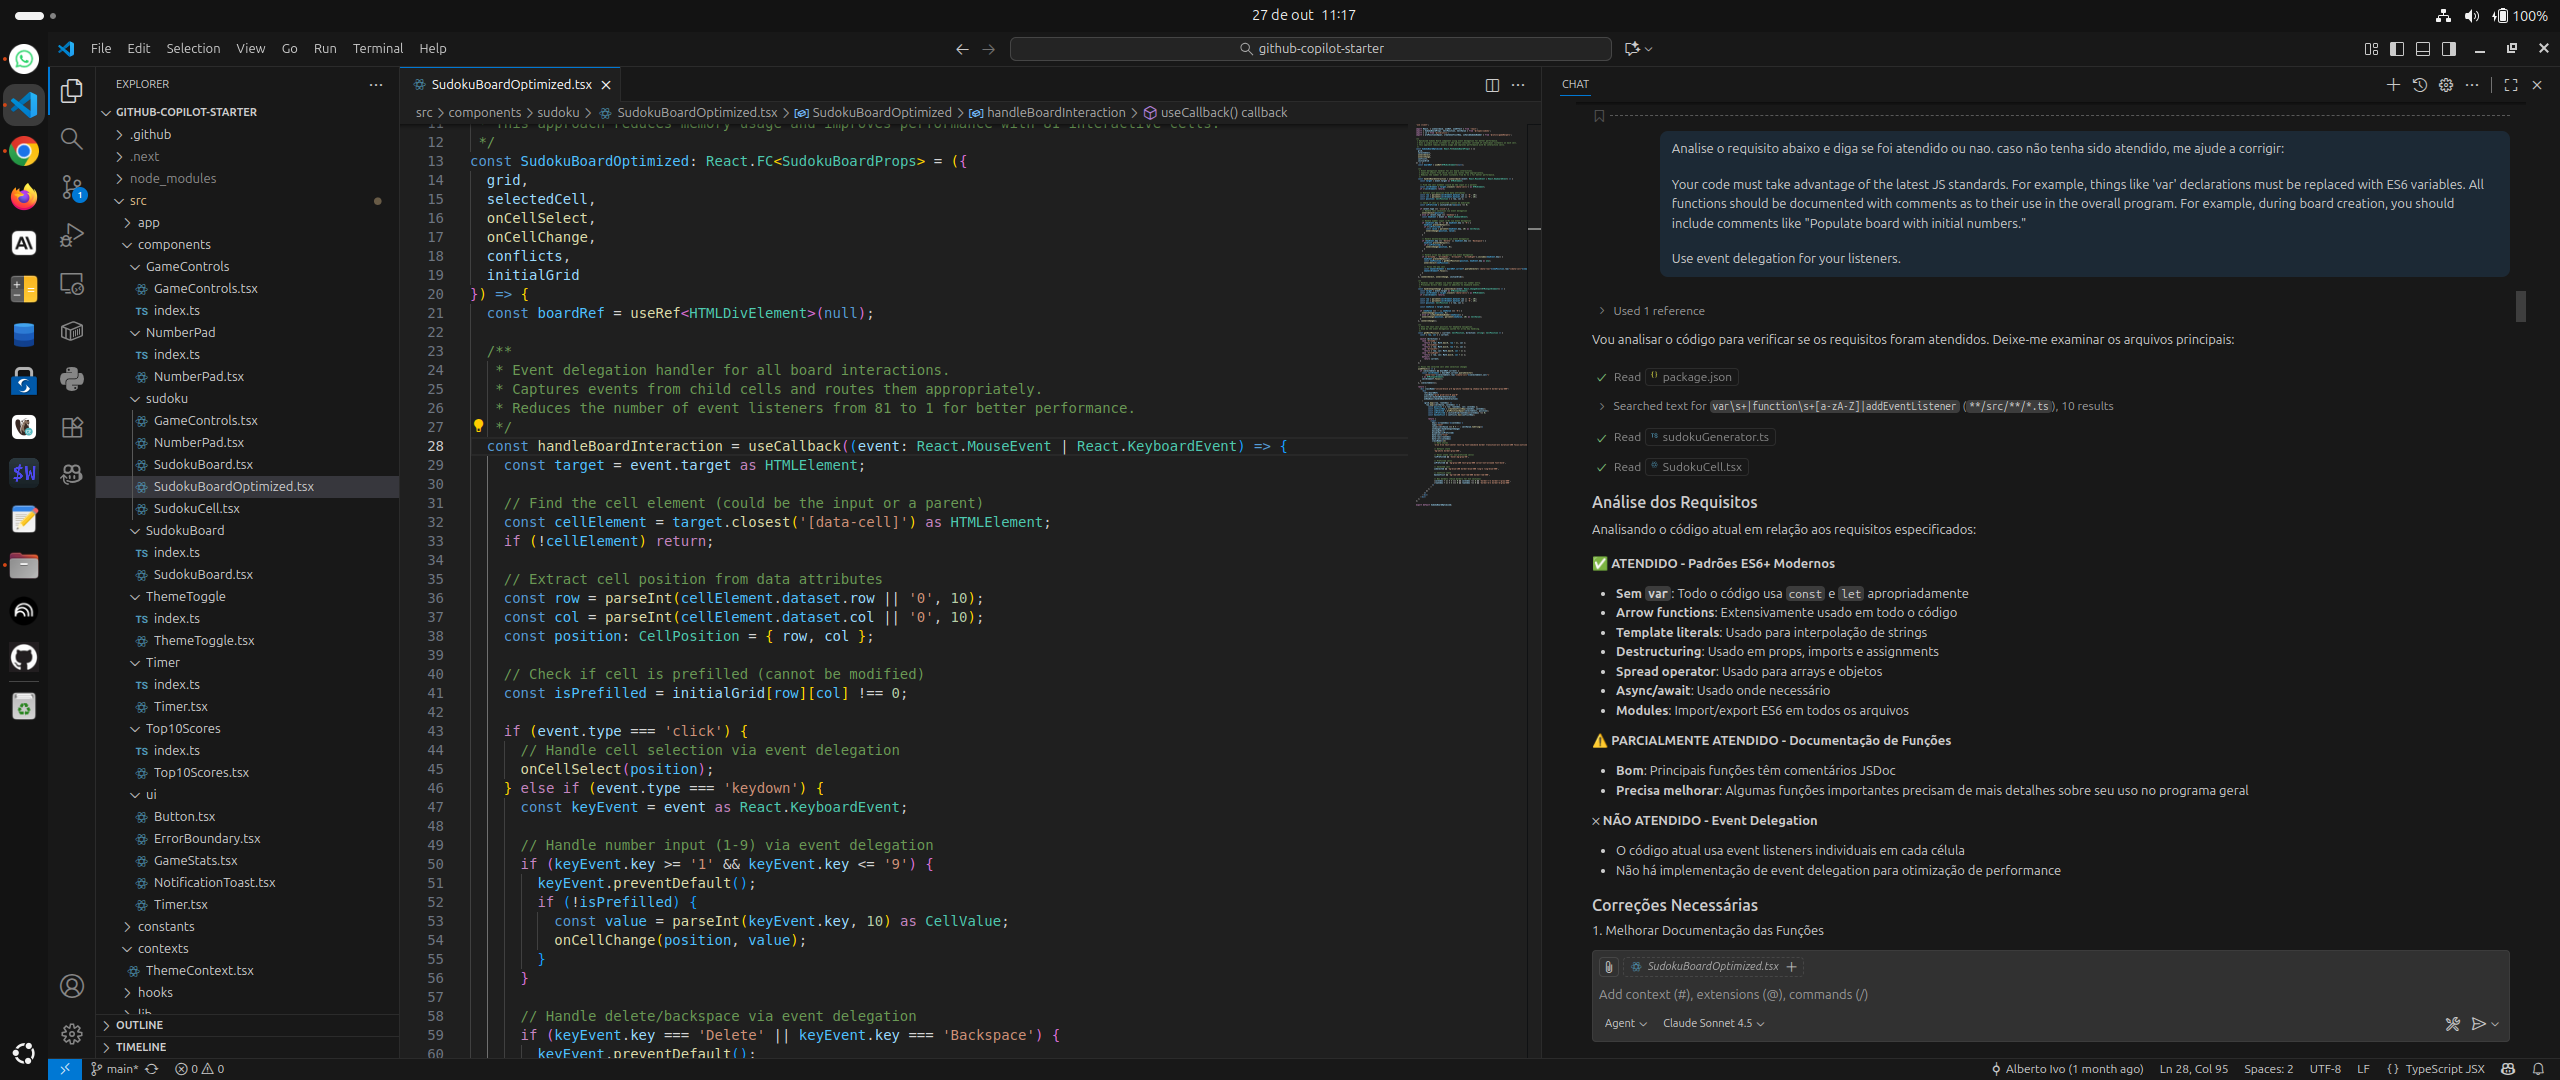 27 de out 11:17
100%
File Edit Selection View Go Run Terminal Help
github-copilot-starter
EXPLORER
GITHUB-COPILOT-STARTER
.github
.next
node_modules
src
app
components
GameControls
GameControls.tsx
TS index.ts
NumberPad
TS index.ts
NumberPad.tsx
sudoku
GameControls.tsx
NumberPad.tsx
SudokuBoard.tsx
SudokuBoardOptimized.tsx
SudokuCell.tsx
SudokuBoard
TS index.ts
SudokuBoard.tsx
ThemeToggle
TS index.ts
ThemeToggle.tsx
Timer
TS index.ts
Timer.tsx
Top10Scores
TS index.ts
Top10Scores.tsx
ui
Button.tsx
ErrorBoundary.tsx
GameStats.tsx
NotificationToast.tsx
Timer.tsx
constants
contexts
ThemeContext.tsx
hooks
lib
OUTLINE
TIMELINE
SudokuBoardOptimized.tsx
src > components > sudoku > SudokuBoardOptimized.tsx > SudokuBoardOptimized > handleBoardInteraction > useCallback() callback
11 * This approach reduces memory usage and improves performance with 81 interactive cells.
12 */
13 const SudokuBoardOptimized: React.FC<SudokuBoardProps> = ({
14 grid,
15 selectedCell,
16 onCellSelect,
17 onCellChange,
18 conflicts,
19 initialGrid
20 }) => {
21 const boardRef = useRef<HTMLDivElement>(null);
22
23 /**
24 * Event delegation handler for all board interactions.
25 * Captures events from child cells and routes them appropriately.
26 * Reduces the number of event listeners from 81 to 1 for better performance.
27 */
28 const handleBoardInteraction = useCallback((event: React.MouseEvent | React.KeyboardEvent) => {
29 const target = event.target as HTMLElement;
30
31 // Find the cell element (could be the input or a parent)
32 const cellElement = target.closest('[data-cell]') as HTMLElement;
33 if (!cellElement) return;
34
35 // Extract cell position from data attributes
36 const row = parseInt(cellElement.dataset.row || '0', 10);
37 const col = parseInt(cellElement.dataset.col || '0', 10);
38 const position: CellPosition = { row, col };
39
40 // Check if cell is prefilled (cannot be modified)
41 const isPrefilled = initialGrid[row][col] !== 0;
42
43 if (event.type === 'click') {
44 // Handle cell selection via event delegation
45 onCellSelect(position);
46 } else if (event.type === 'keydown') {
47 const keyEvent = event as React.KeyboardEvent;
48
49 // Handle number input (1-9) via event delegation
50 if (keyEvent.key >= '1' && keyEvent.key <= '9') {
51 keyEvent.preventDefault();
52 if (!isPrefilled) {
53 const value = parseInt(keyEvent.key, 10) as CellValue;
54 onCellChange(position, value);
55 }
56 }
57
58 // Handle delete/backspace via event delegation
59 if (keyEvent.key === 'Delete' || keyEvent.key === 'Backspace') {
60 keyEvent.preventDefault();
CHAT
Analise o requisito abaixo e diga se foi atendido ou nao. caso não tenha sido atendido, me ajude a corrigir:
Your code must take advantage of the latest JS standards. For example, things like 'var' declarations must be replaced with ES6 variables. All
functions should be documented with comments as to their use in the overall program. For example, during board creation, you should
include comments like "Populate board with initial numbers."
Use event delegation for your listeners.
Used 1 reference
Vou analisar o código para verificar se os requisitos foram atendidos. Deixe-me examinar os arquivos principais:
Read package.json
Searched text for var\s+|function\s+[a-zA-Z]|addEventListener (**/src/**/*.ts), 10 results
Read sudokuGenerator.ts
Read SudokuCell.tsx
Análise dos Requisitos
Analisando o código atual em relação aos requisitos especificados:
✅ ATENDIDO - Padrões ES6+ Modernos
• Sem var: Todo o código usa const e let apropriadamente
• Arrow functions: Extensivamente usado em todo o código
• Template literals: Usado para interpolação de strings
• Destructuring: Usado em props, imports e assignments
• Spread operator: Usado para arrays e objetos
• Async/await: Usado onde necessário
• Modules: Import/export ES6 em todos os arquivos
⚠️ PARCIALMENTE ATENDIDO - Documentação de Funções
• Bom: Principais funções têm comentários JSDoc
• Precisa melhorar: Algumas funções importantes precisam de mais detalhes sobre seu uso no programa geral
× NÃO ATENDIDO - Event Delegation
• O código atual usa event listeners individuais em cada célula
• Não há implementação de event delegation para otimização de performance
Correções Necessárias
1. Melhorar Documentação das Funções
SudokuBoardOptimized.tsx
Add context (#), extensions (@), commands (/)
Agent Claude Sonnet 4.5
main* 0 0
Alberto Ivo (1 month ago) Ln 28, Col 95 Spaces: 2 UTF-8 LF {} TypeScript JSX